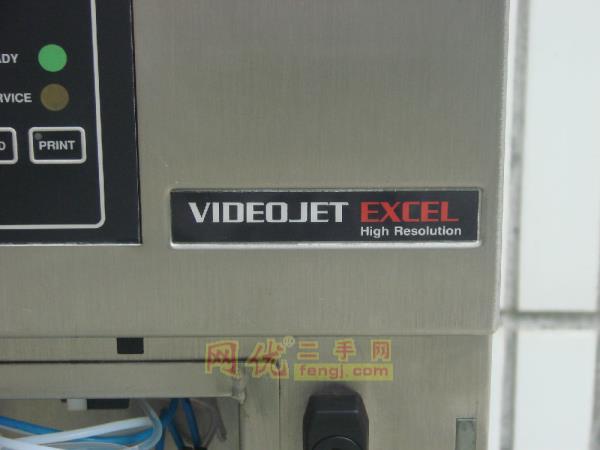 ADY
RVICE
D
PRINT
VIDEOJET EXCEL
High Resolution
网优®二手网
fengj.com